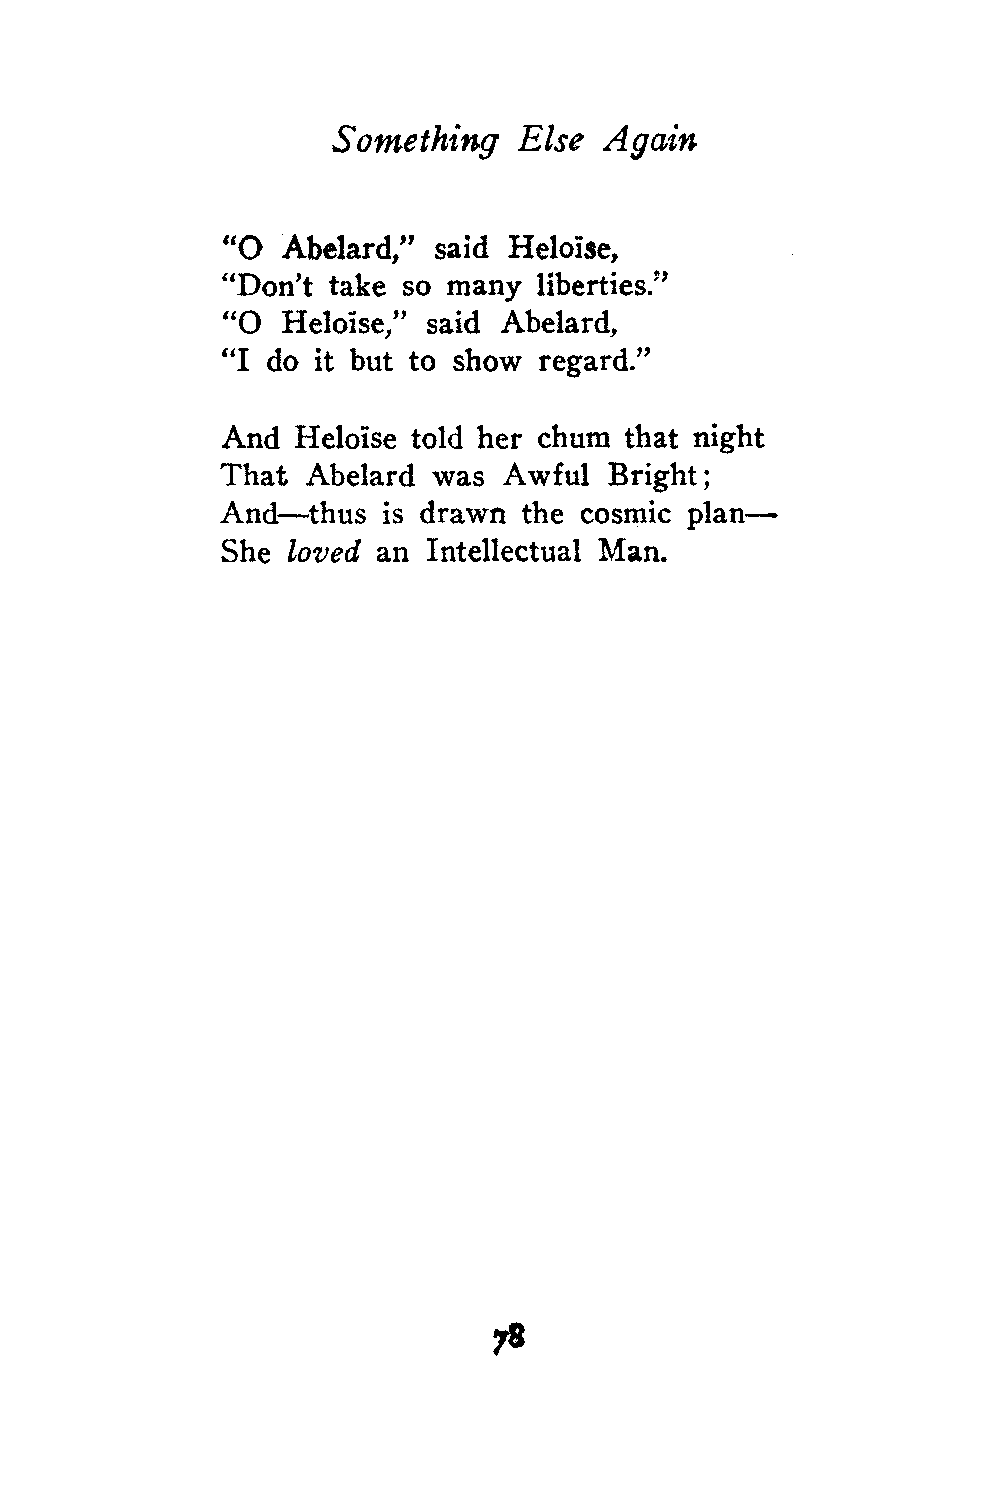 Something Else Again
“O Abelard,” said Heloïse,
“Don't take so many liberties.”
“O Heloïse,” said Abelard,
“I do it but to show regard.”
And Heloïse told her chum that night
That Abelard was Awful Bright;
And—thus is drawn the cosmic plan—
She loved an Intellectual Man.
78